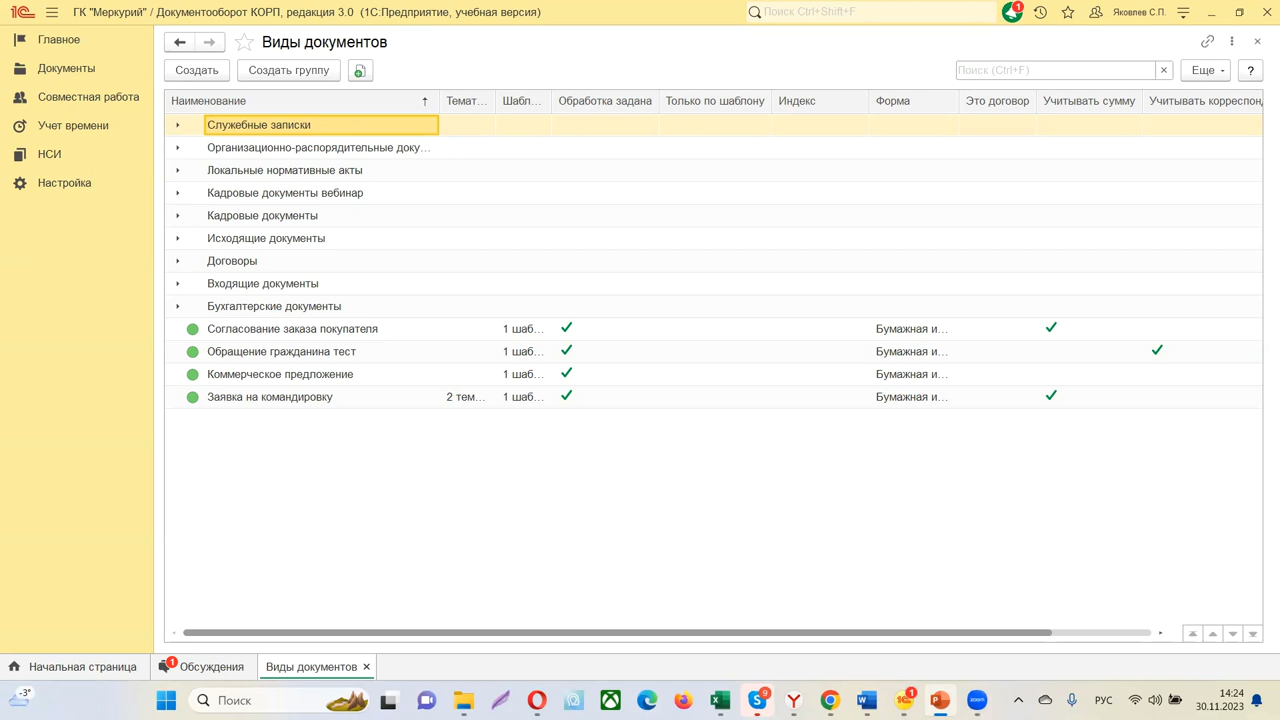 ГК "Меркурий" / Документооборот КОРП, редакция 3.0 (1С:Предприятие, учебная версия)
Поиск Ctrl+Shift+F
1
Яковлев С.П.
Главное
Документы
Совместная работа
Учет времени
НСИ
Настройка
Виды документов
Создать
Создать группу
Поиск (Ctrl+F)
×
Еще
?
Наименование ↑ Темат... Шабл... Обработка задана Только по шаблону Индекс Форма Это договор Учитывать сумму Учитывать корреспонд
Служебные записки
Организационно-распорядительные доку...
Локальные нормативные акты
Кадровые документы вебинар
Кадровые документы
Исходящие документы
Договоры
Входящие документы
Бухгалтерские документы
Согласование заказа покупателя 1 шаб... Бумажная и...
Обращение гражданина тест 1 шаб... Бумажная и...
Коммерческое предложение 1 шаб... Бумажная и...
Заявка на командировку 2 тем... 1 шаб... Бумажная и...
Начальная страница
1
Обсуждения
Виды документов ×
-3°
Поиск
9
1
zoom
РУС
14:24
30.11.2023